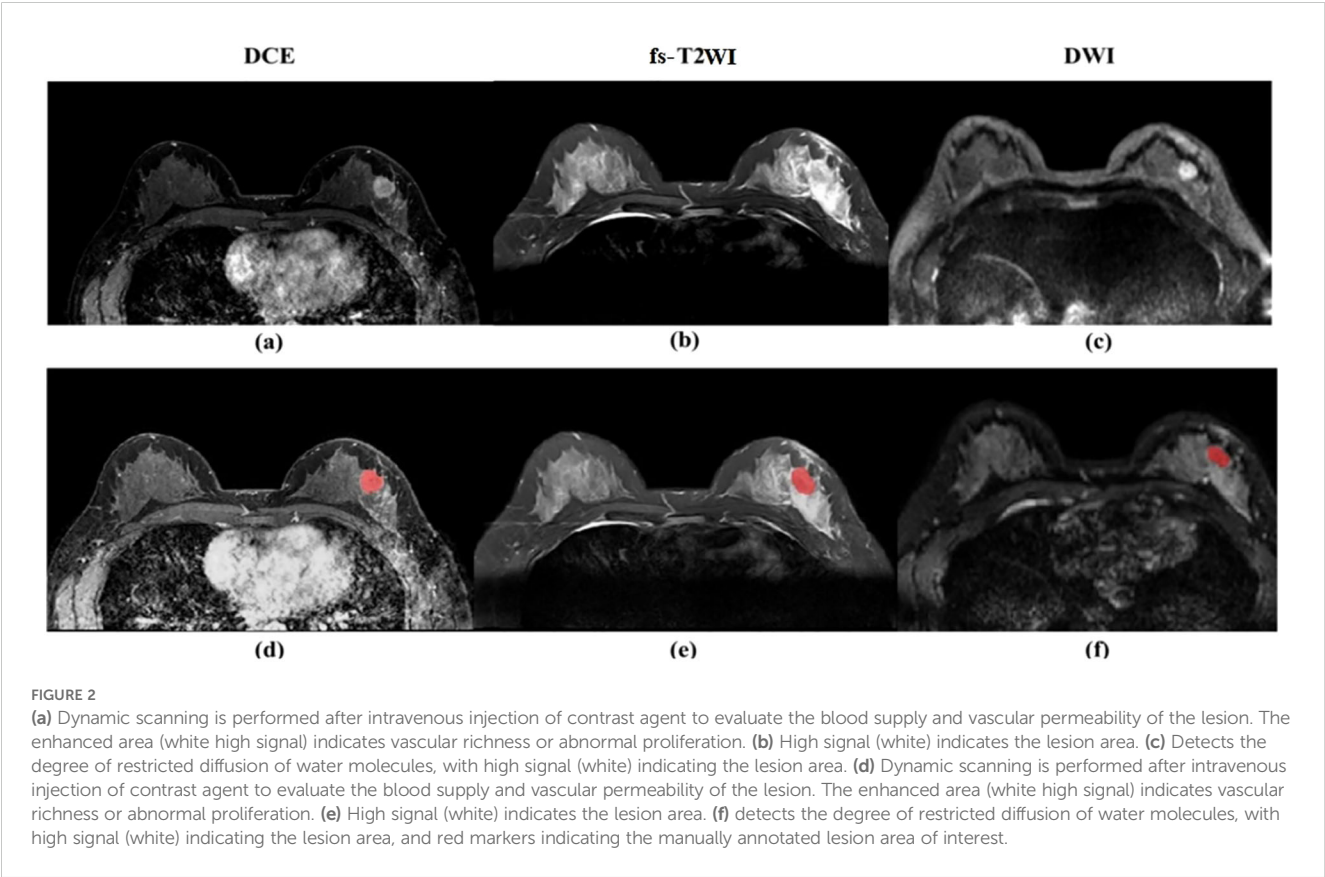 DCE
fs-T2WI
DWI
(a)
(b)
(c)
(d)
(e)
(f)
FIGURE 2
(a) Dynamic scanning is performed after intravenous injection of contrast agent to evaluate the blood supply and vascular permeability of the lesion. The
enhanced area (white high signal) indicates vascular richness or abnormal proliferation. (b) High signal (white) indicates the lesion area. (c) Detects the
degree of restricted diffusion of water molecules, with high signal (white) indicating the lesion area. (d) Dynamic scanning is performed after intravenous
injection of contrast agent to evaluate the blood supply and vascular permeability of the lesion. The enhanced area (white high signal) indicates vascular
richness or abnormal proliferation. (e) High signal (white) indicates the lesion area. (f) detects the degree of restricted diffusion of water molecules, with
high signal (white) indicating the lesion area, and red markers indicating the manually annotated lesion area of interest.